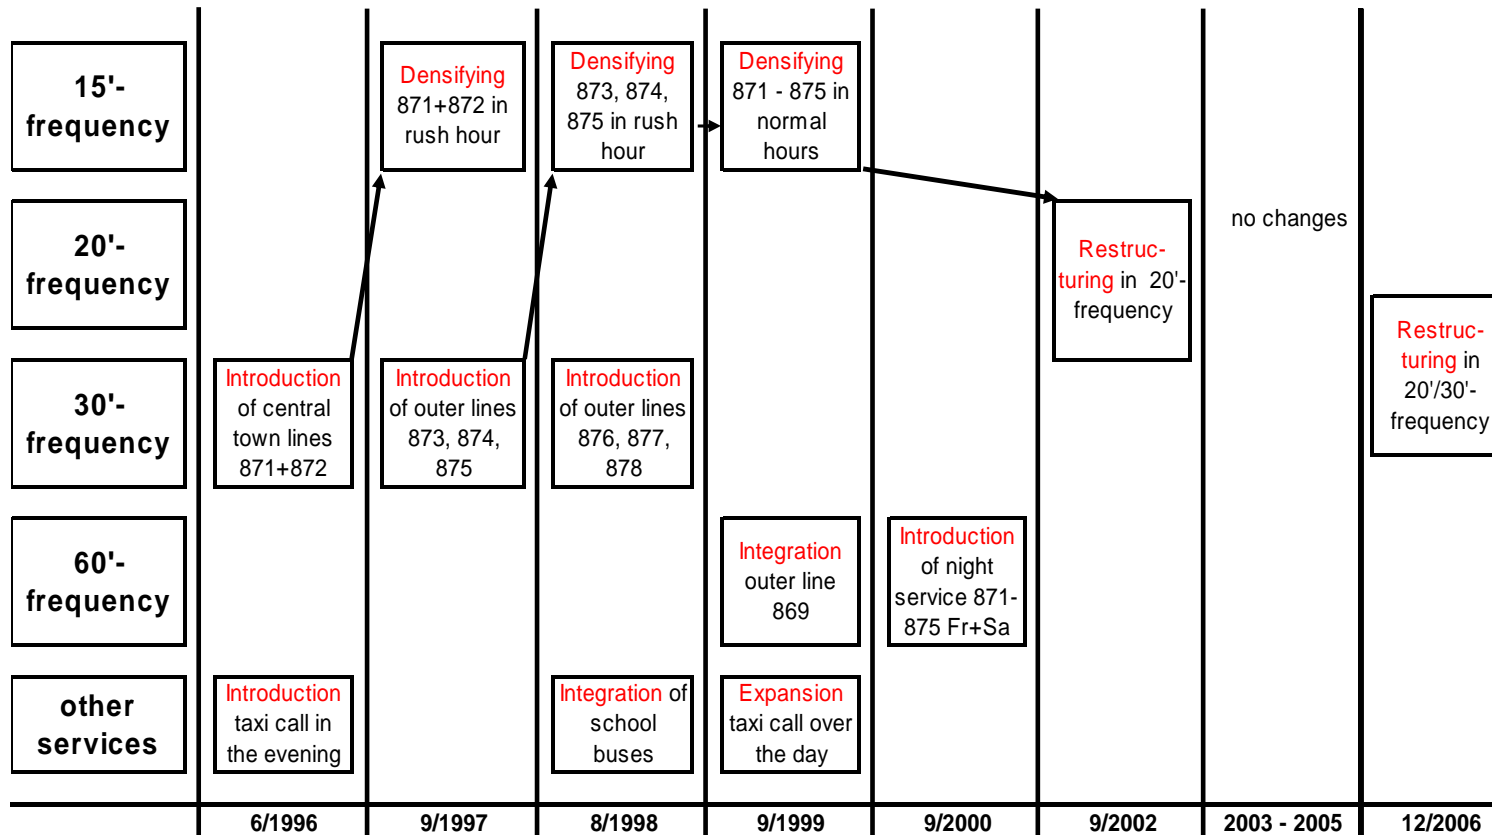 15'-
frequency
Densifying
871+872 in
rush hour
Densifying
873, 874,
875 in rush
hour
Densifying
871 - 875 in
normal
hours
20'-
frequency
Restruc-
turing in 20'-
frequency
no changes
Restruc-
turing in
20'/30'-
frequency
30'-
frequency
Introduction
of central
town lines
871+872
Introduction
of outer lines
873, 874,
875
Introduction
of outer lines
876, 877,
878
60'-
frequency
Integration
outer line
869
Introduction
of night
service 871-
875 Fr+Sa
other
services
Introduction
taxi call in
the evening
Integration of
school
buses
Expansion
taxi call over
the day
6/1996
9/1997
8/1998
9/1999
9/2000
9/2002
2003 - 2005
12/2006